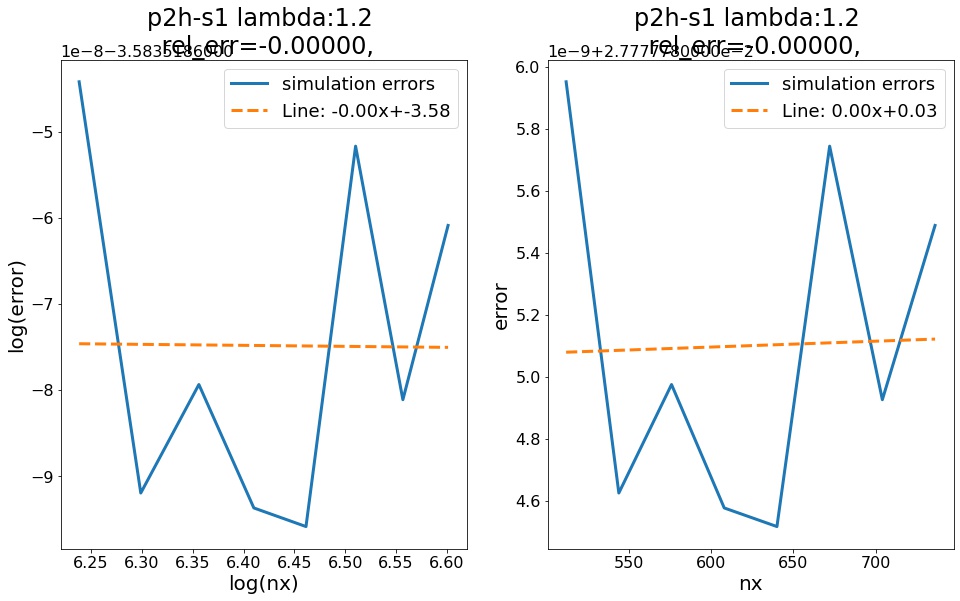 p2h-s1 lambda:1.2
rel_err=-0.00000,
1e−8−3.5835186000
simulation errors
Line: -0.00x+-3.58
−5
−6
−7
−8
−9
log(error)
6.25 6.30 6.35 6.40 6.45 6.50 6.55 6.60
log(nx)
p2h-s1 lambda:1.2
rel_err=-0.00000,
1e−9+2.7777780000e−2
simulation errors
Line: 0.00x+0.03
6.0
5.8
5.6
5.4
5.2
5.0
4.8
4.6
error
550 600 650 700
nx